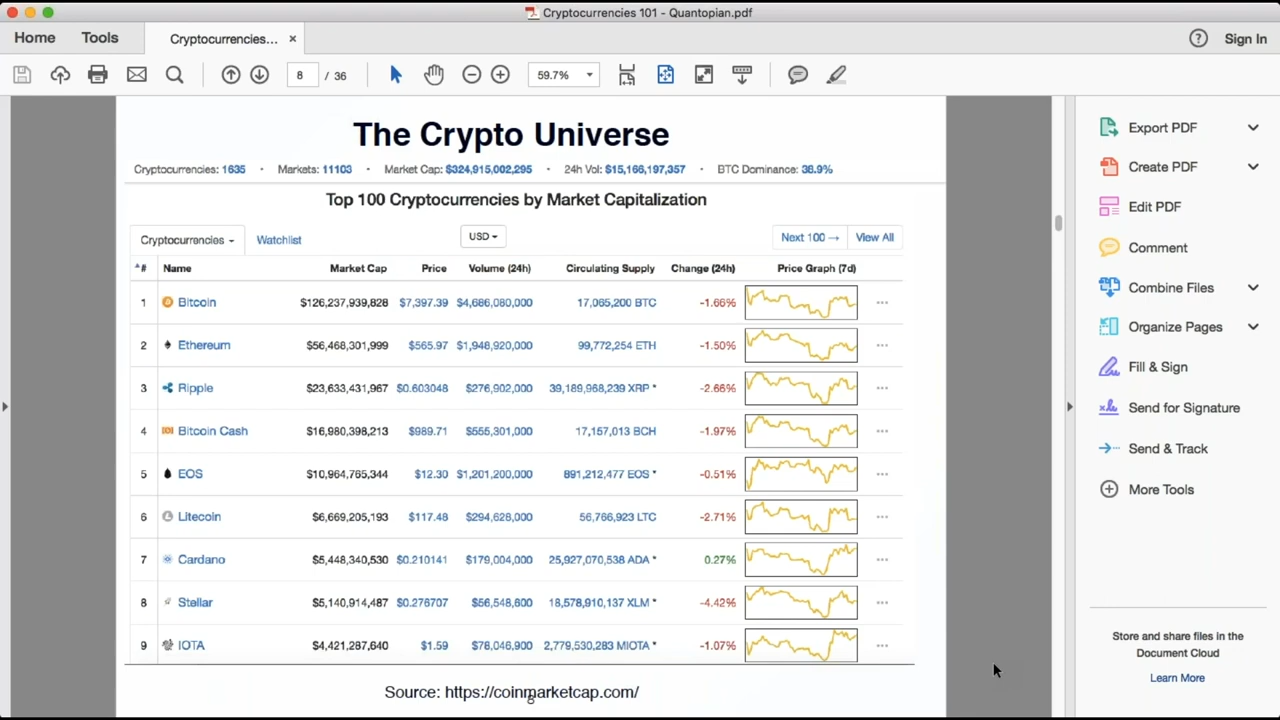 Cryptocurrencies 101 - Quantopian.pdf
Home Tools Cryptocurrencies... × ? Sign In
8 / 36 59.7%
The Crypto Universe
Cryptocurrencies: 1635 · Markets: 11103 · Market Cap: $324,915,002,295 · 24h Vol: $15,166,197,357 · BTC Dominance: 38.9%
Top 100 Cryptocurrencies by Market Capitalization
Cryptocurrencies Watchlist USD Next 100 → View All
# Name Market Cap Price Volume (24h) Circulating Supply Change (24h) Price Graph (7d)
1 Bitcoin $126,237,939,828 $7,397.39 $4,686,080,000 17,065,200 BTC -1.66%
2 Ethereum $56,468,301,999 $565.97 $1,948,920,000 99,772,254 ETH -1.50%
3 Ripple $23,633,431,967 $0.603048 $276,902,000 39,189,968,239 XRP * -2.66%
4 Bitcoin Cash $16,980,398,213 $989.71 $555,301,000 17,157,013 BCH -1.97%
5 EOS $10,964,765,344 $12.30 $1,201,200,000 891,212,477 EOS * -0.51%
6 Litecoin $6,669,205,193 $117.48 $294,628,000 56,766,923 LTC -2.71%
7 Cardano $5,448,340,530 $0.210141 $179,004,000 25,927,070,538 ADA * 0.27%
8 Stellar $5,140,914,487 $0.276707 $56,548,600 18,578,910,137 XLM * -4.42%
9 IOTA $4,421,287,640 $1.59 $78,046,900 2,779,530,283 MIOTA * -1.07%
Source: https://coinmarketcap.com/
8
Export PDF
Create PDF
Edit PDF
Comment
Combine Files
Organize Pages
Fill & Sign
Send for Signature
Send & Track
More Tools
Store and share files in the
Document Cloud
Learn More